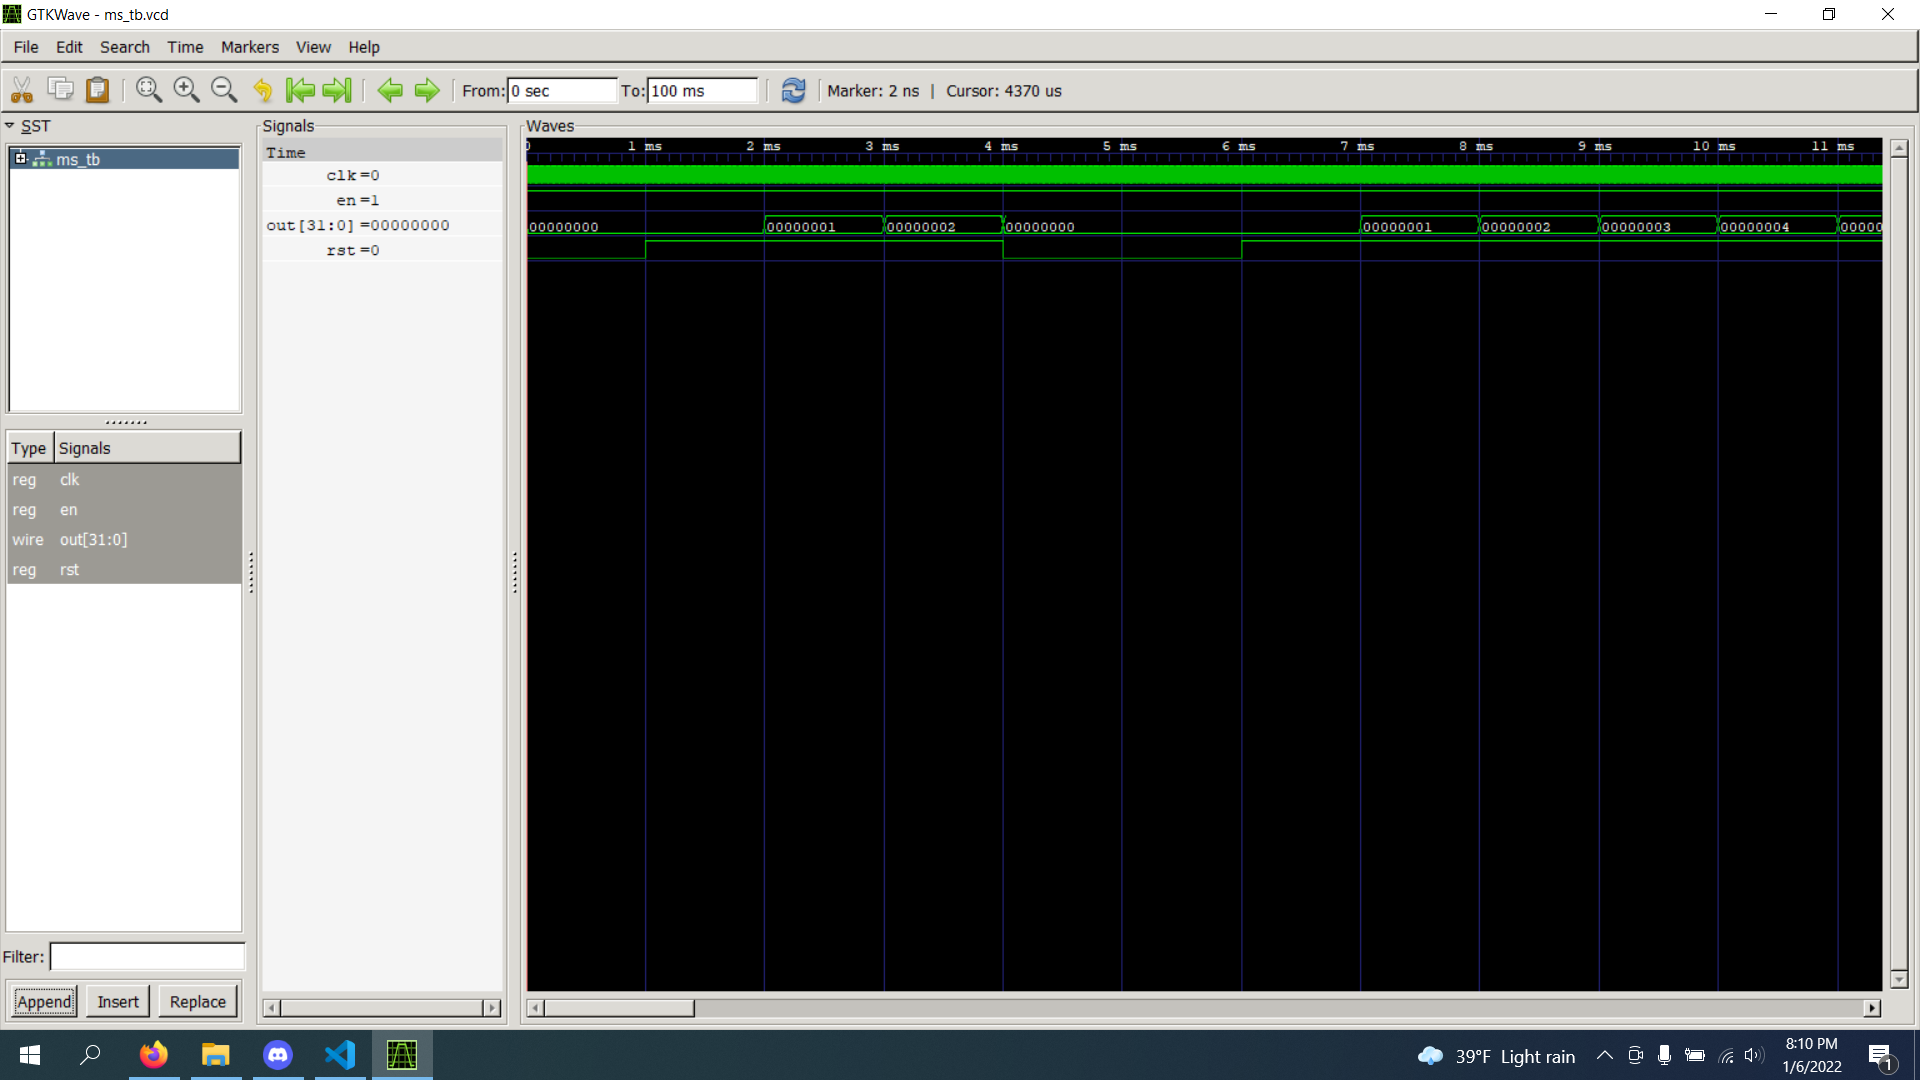 GTKWave - ms_tb.vcd
File Edit Search Time Markers View Help
From: 0 sec To: 100 ms Marker: 2 ns | Cursor: 4370 us
SST
ms_tb
Type Signals
reg clk
reg en
wire out[31:0]
reg rst
Filter:
Append Insert Replace
Signals
Time
clk=0
en=1
out[31:0]=00000000
rst=0
Waves
0 1 ms 2 ms 3 ms 4 ms 5 ms 6 ms 7 ms 8 ms 9 ms 10 ms 11 ms
00000000 00000001 00000002 00000000 00000001 00000002 00000003 00000004 00000
39°F Light rain
8:10 PM
1/6/2022
1